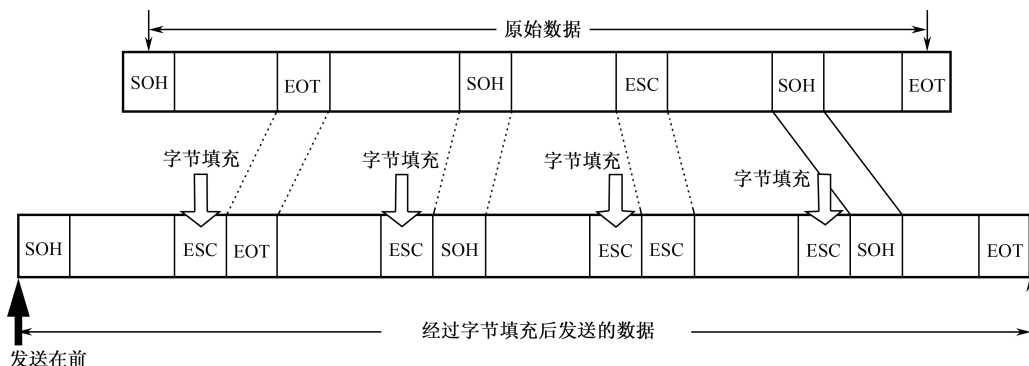 原始数据
SOH EOT SOH ESC SOH EOT
字节填充 字节填充 字节填充 字节填充
SOH ESC EOT ESC SOH ESC ESC ESC SOH EOT
经过字节填充后发送的数据
发送在前